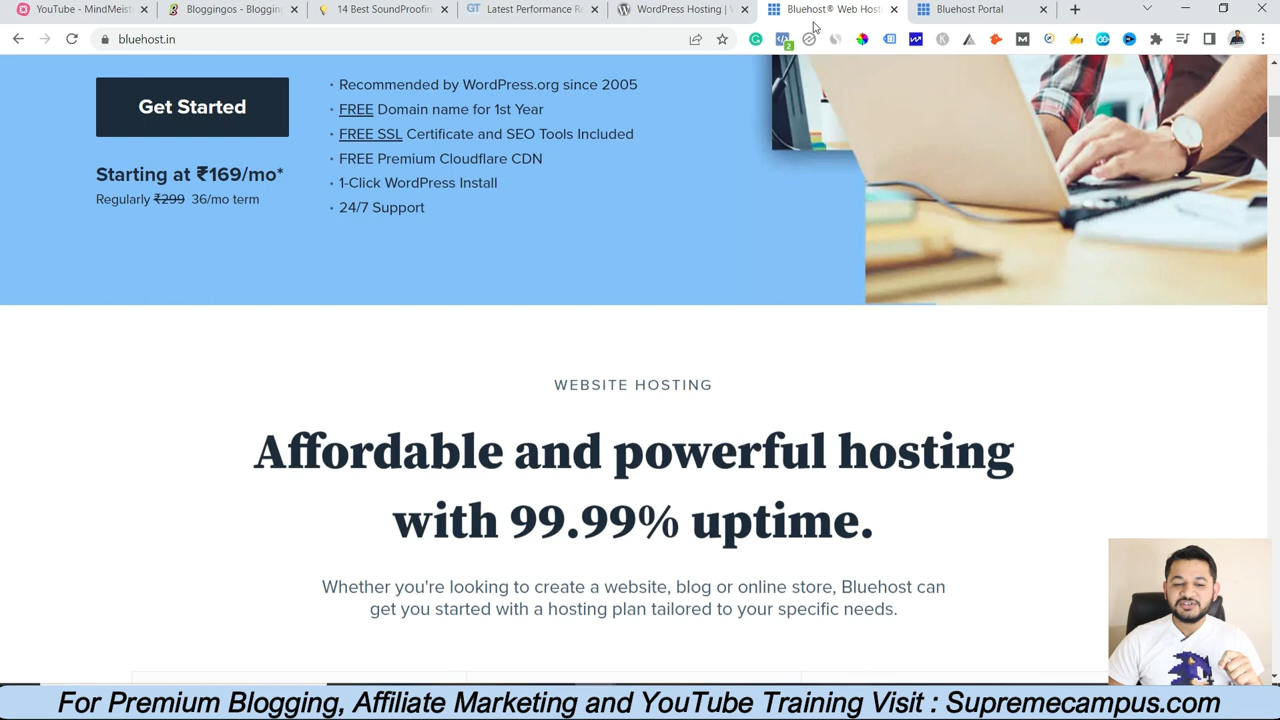 YouTube - MindMeist
Bloggingos - Blogging
14 Best SoundProofin
GT Latest Performance Re
WordPress Hosting | W
Bluehost® Web Host
Bluehost Portal
bluehost.in
2
Get Started
Starting at ₹169/mo*
Regularly ₹299 36/mo term
• Recommended by WordPress.org since 2005
• FREE Domain name for 1st Year
• FREE SSL Certificate and SEO Tools Included
• FREE Premium Cloudflare CDN
• 1-Click WordPress Install
• 24/7 Support
WEBSITE HOSTING
Affordable and powerful hosting
with 99.99% uptime.
Whether you're looking to create a website, blog or online store, Bluehost can
get you started with a hosting plan tailored to your specific needs.
For Premium Blogging, Affiliate Marketing and YouTube Training Visit : Supremecampus.com